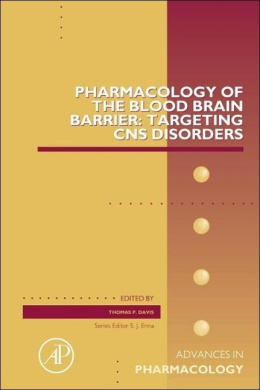 PHARMACOLOGY OF
THE BLOOD BRAIN
BARRIER: TARGETING
CNS DISORDERS
EDITED BY
THOMAS P. DAVIS
Series Editor S. J. Enna
AP
ADVANCES IN
PHARMACOLOGY